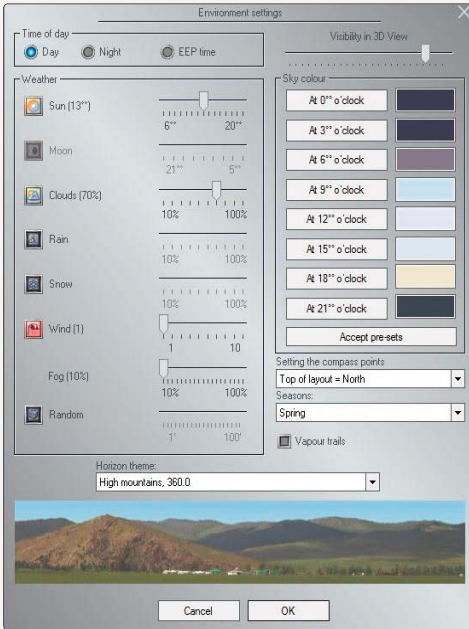 Environment settings
Time of day
Day
Night
EEP time
Visibility in 3D View
Weather
Sun (13°°)
6°° 20°°
Moon
21°° 5°°
Clouds (70%)
10% 100%
Rain
10% 100%
Snow
10% 100%
Wind (1)
1 10
Fog (10%)
10% 100%
Random
1' 100'
Sky colour
At 0°° o'clock
At 3°° o'clock
At 6°° o'clock
At 9°° o'clock
At 12°° o'clock
At 15°° o'clock
At 18°° o'clock
At 21°° o'clock
Accept pre-sets
Setting the compass points
Top of layout = North
Seasons:
Spring
Vapour trails
Horizon theme:
High mountains, 360.0
Cancel
OK